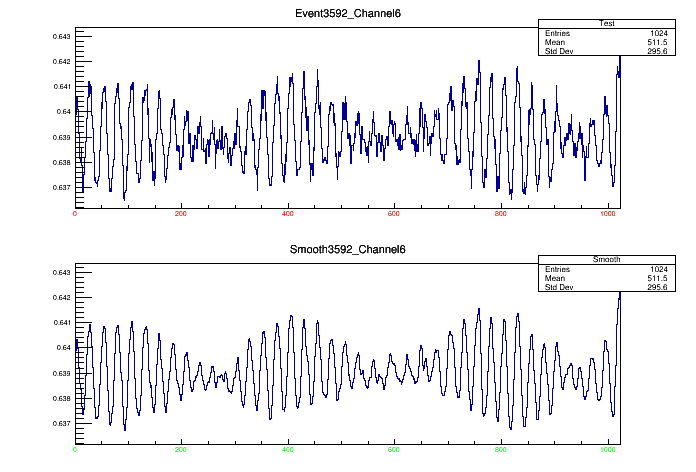 Event3592_Channel6
Test
Entries 1024
Mean 511.5
Std Dev 295.6
0.643
0.642
0.641
0.64
0.639
0.638
0.637
0 200 400 600 800 1000
Smooth3592_Channel6
Smooth
Entries 1024
Mean 511.5
Std Dev 295.6
0.643
0.642
0.641
0.64
0.639
0.638
0.637
0 200 400 600 800 1000